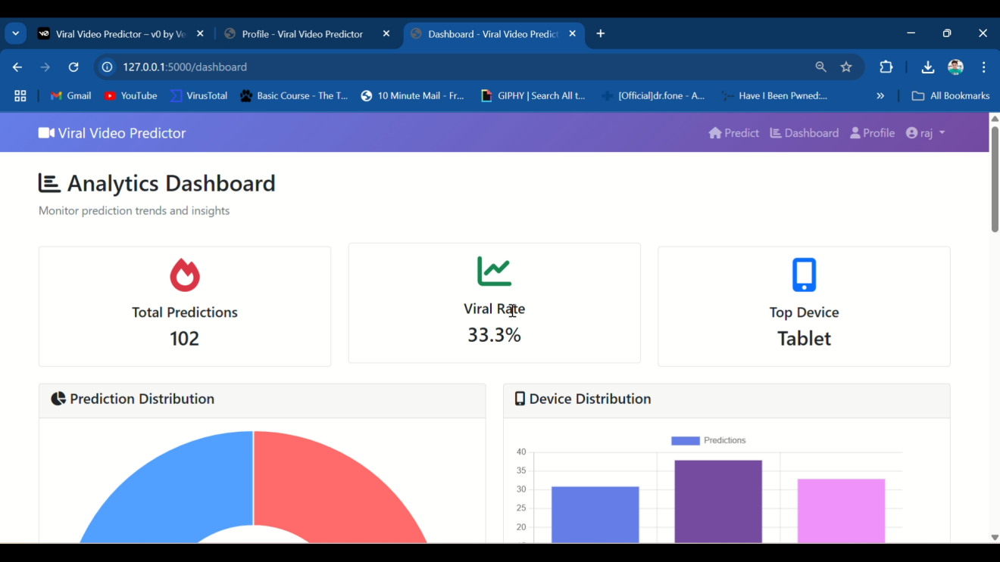 Viral Video Predictor – v0 by Ve
Profile - Viral Video Predictor
Dashboard - Viral Video Predict
127.0.0.1:5000/dashboard
Gmail
YouTube
VirusTotal
Basic Course - The T...
10 Minute Mail - Fr...
GIPHY | Search All t...
[Official]dr.fone - A...
Have I Been Pwned:...
»
All Bookmarks
Viral Video Predictor
Predict
Dashboard
Profile
raj
Analytics Dashboard
Monitor prediction trends and insights
Total Predictions
102
Viral Rate
33.3%
Top Device
Tablet
Prediction Distribution
Device Distribution
Predictions
40
35
30
25
20